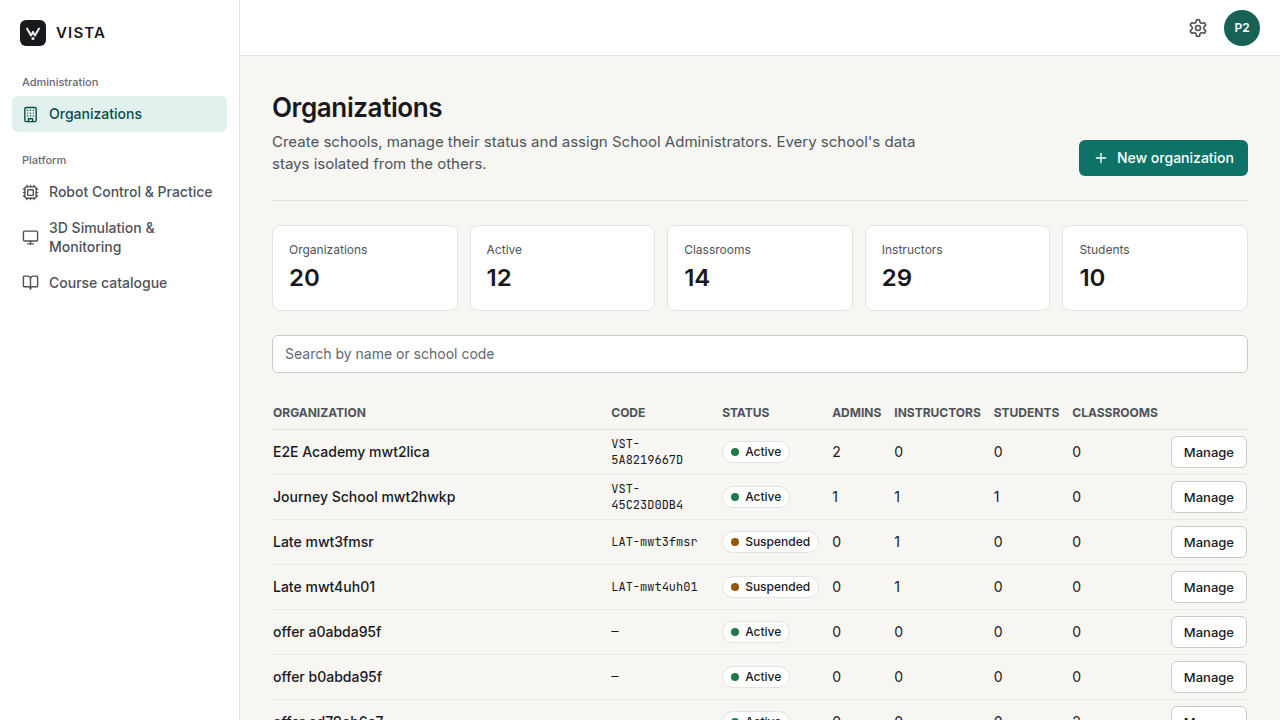 VISTA
P2
Administration
Organizations
Platform
Robot Control & Practice
3D Simulation &
Monitoring
Course catalogue
Organizations
Create schools, manage their status and assign School Administrators. Every school's data
stays isolated from the others.
New organization
Organizations
20
Active
12
Classrooms
14
Instructors
29
Students
10
Search by name or school code
ORGANIZATION CODE STATUS ADMINS INSTRUCTORS STUDENTS CLASSROOMS
E2E Academy mwt2lica VST-
5A8219667D Active 2 0 0 0 Manage
Journey School mwt2hwkp VST-
45C23D0DB4 Active 1 1 1 0 Manage
Late mwt3fmsr LAT-mwt3fmsr Suspended 0 1 0 0 Manage
Late mwt4uh01 LAT-mwt4uh01 Suspended 0 1 0 0 Manage
offer a0abda95f – Active 0 0 0 0 Manage
offer b0abda95f – Active 0 0 0 0 Manage